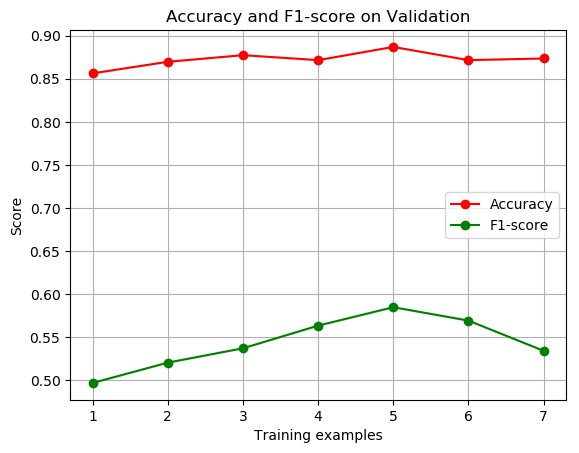 Accuracy and F1-score on Validation
0.90
0.85
0.80
0.75
0.70
0.65
0.60
0.55
0.50
Score
Accuracy
F1-score
1 2 3 4 5 6 7
Training examples